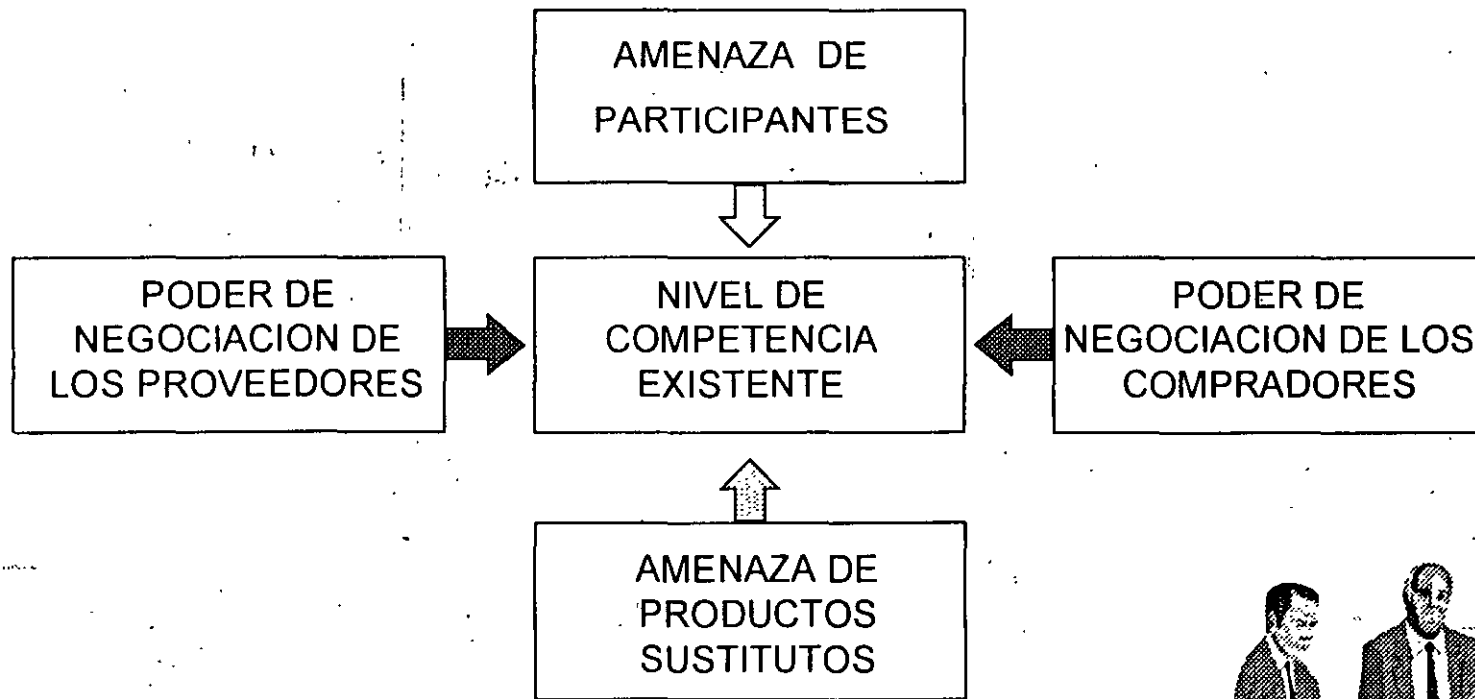 AMENAZA DE
PARTICIPANTES
PODER DE
NEGOCIACION DE
LOS PROVEEDORES
NIVEL DE
COMPETENCIA
EXISTENTE
PODER DE
NEGOCIACION DE LOS
COMPRADORES
AMENAZA DE
PRODUCTOS
SUSTITUTOS